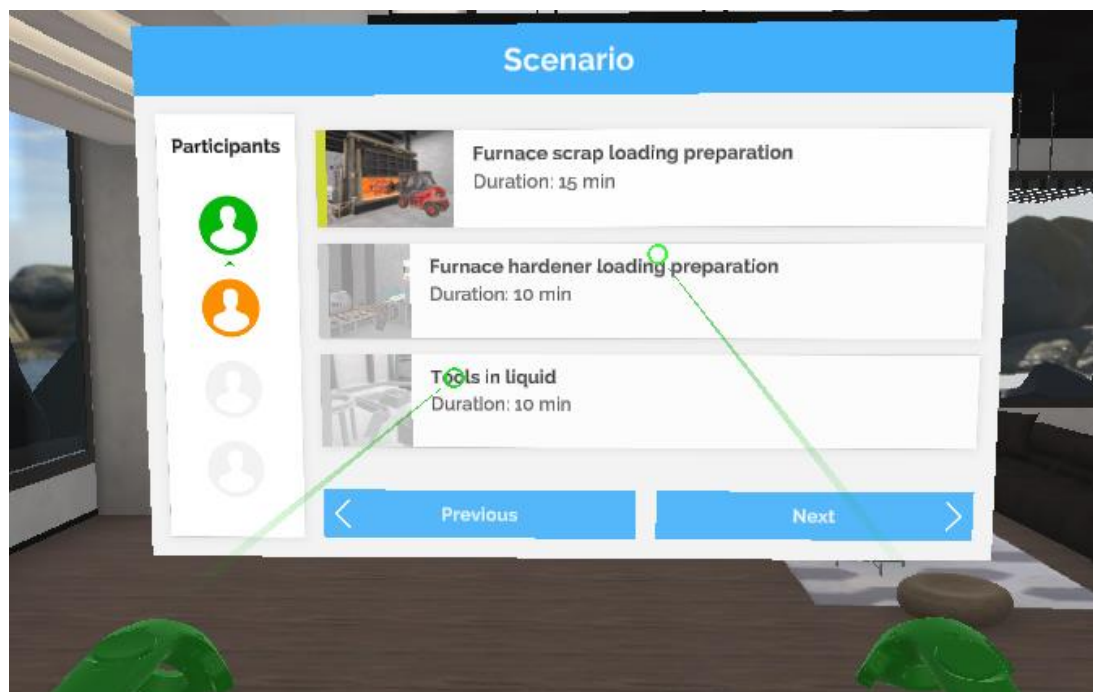 Scenario
Participants
Furnace scrap loading preparation
Duration: 15 min
Furnace hardener loading preparation
Duration: 10 min
Tools in liquid
Duration: 10 min
Previous
Next